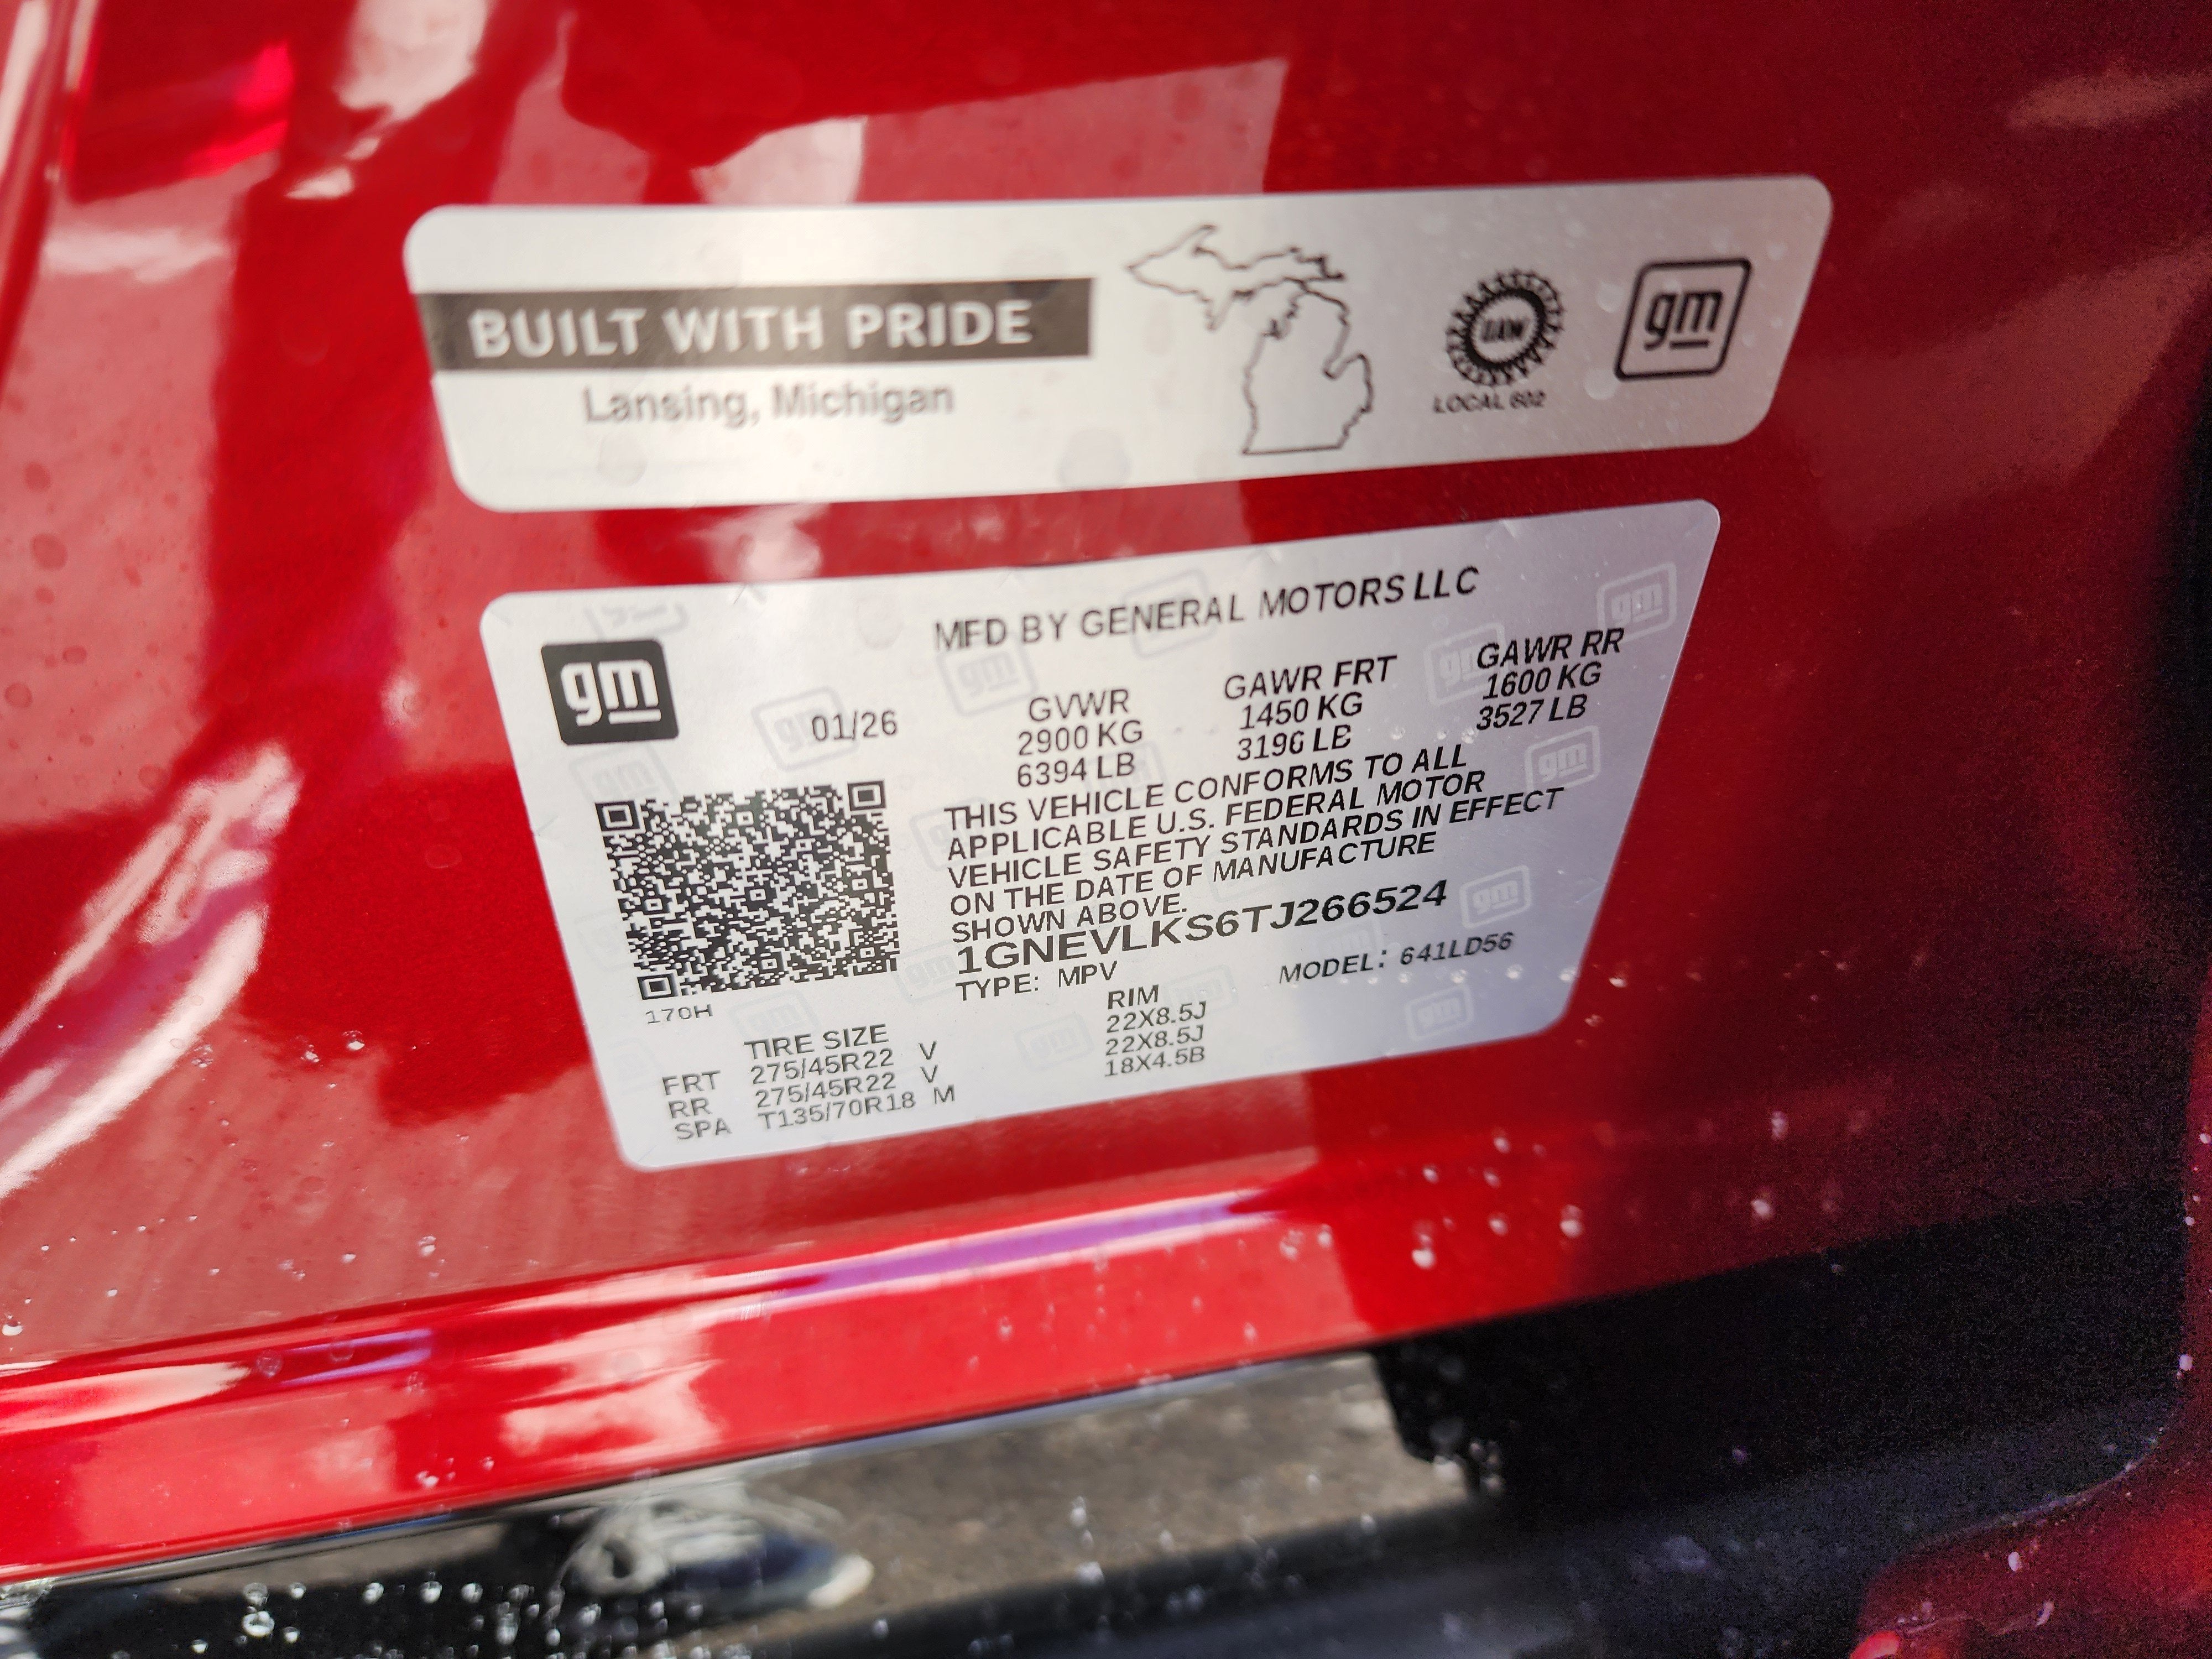 BUILT WITH PRIDE
Lansing, Michigan
UAW
LOCAL 602
gm
gm
MFD BY GENERAL MOTORS LLC
01/26
GVWR
2900 KG
6394 LB
GAWR FRT
1450 KG
3196 LB
GAWR RR
1600 KG
3527 LB
THIS VEHICLE CONFORMS TO ALL
APPLICABLE U.S. FEDERAL MOTOR
VEHICLE SAFETY STANDARDS IN EFFECT
ON THE DATE OF MANUFACTURE
SHOWN ABOVE.
1GNEVLKS6TJ266524
TYPE: MPV MODEL: 641LD56
170H
TIRE SIZE RIM
FRT 275/45R22 V 22X8.5J
RR 275/45R22 V 22X8.5J
SPA T135/70R18 M 18X4.5B